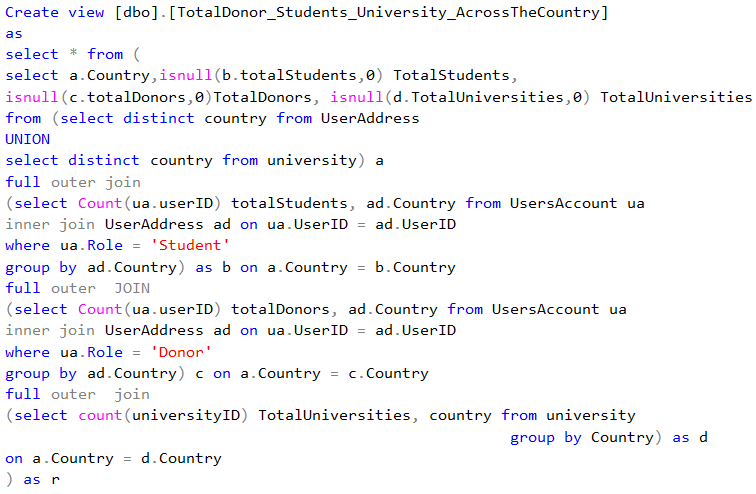 Create view [dbo].[TotalDonor_Students_University_AcrossTheCountry]
as
select * from (
select a.Country,isnull(b.totalStudents,0) TotalStudents,
isnull(c.totalDonors,0)TotalDonors, isnull(d.TotalUniversities,0) TotalUniversities
from (select distinct country from UserAddress
UNION
select distinct country from university) a
full outer join
(select Count(ua.userID) totalStudents, ad.Country from UsersAccount ua
inner join UserAddress ad on ua.UserID = ad.UserID
where ua.Role = 'Student'
group by ad.Country) as b on a.Country = b.Country
full outer  JOIN
(select Count(ua.userID) totalDonors, ad.Country from UsersAccount ua
inner join UserAddress ad on ua.UserID = ad.UserID
where ua.Role = 'Donor'
group by ad.Country) c on a.Country = c.Country
full outer  join
(select count(universityID) TotalUniversities, country from university
group by Country) as d
on a.Country = d.Country
) as r